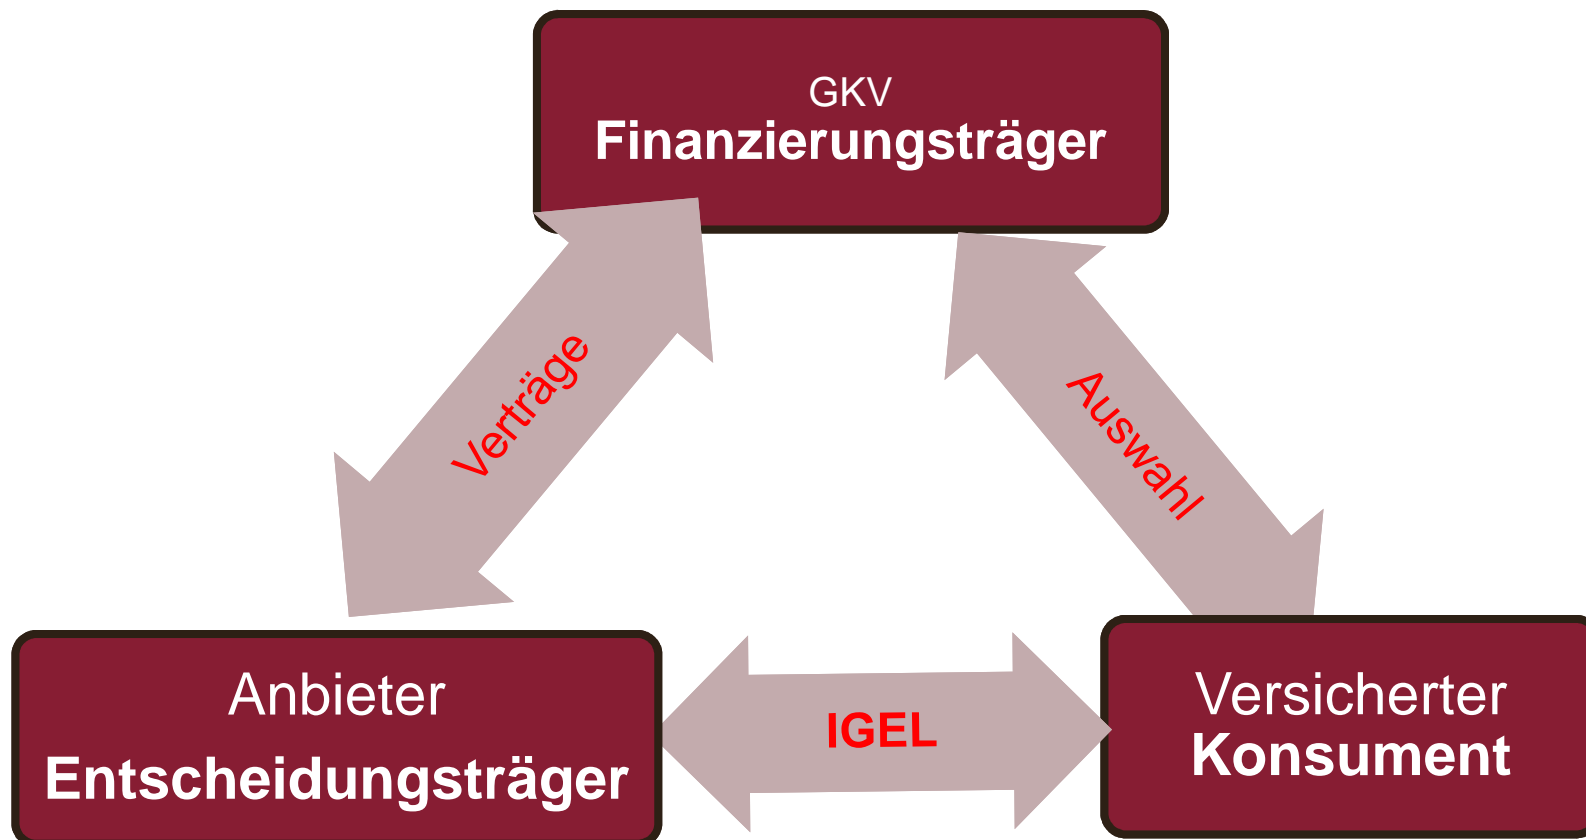 GKV
Finanzierungsträger
Verträge
Auswahl
Anbieter
Entscheidungsträger
IGEL
Versicherter
Konsument